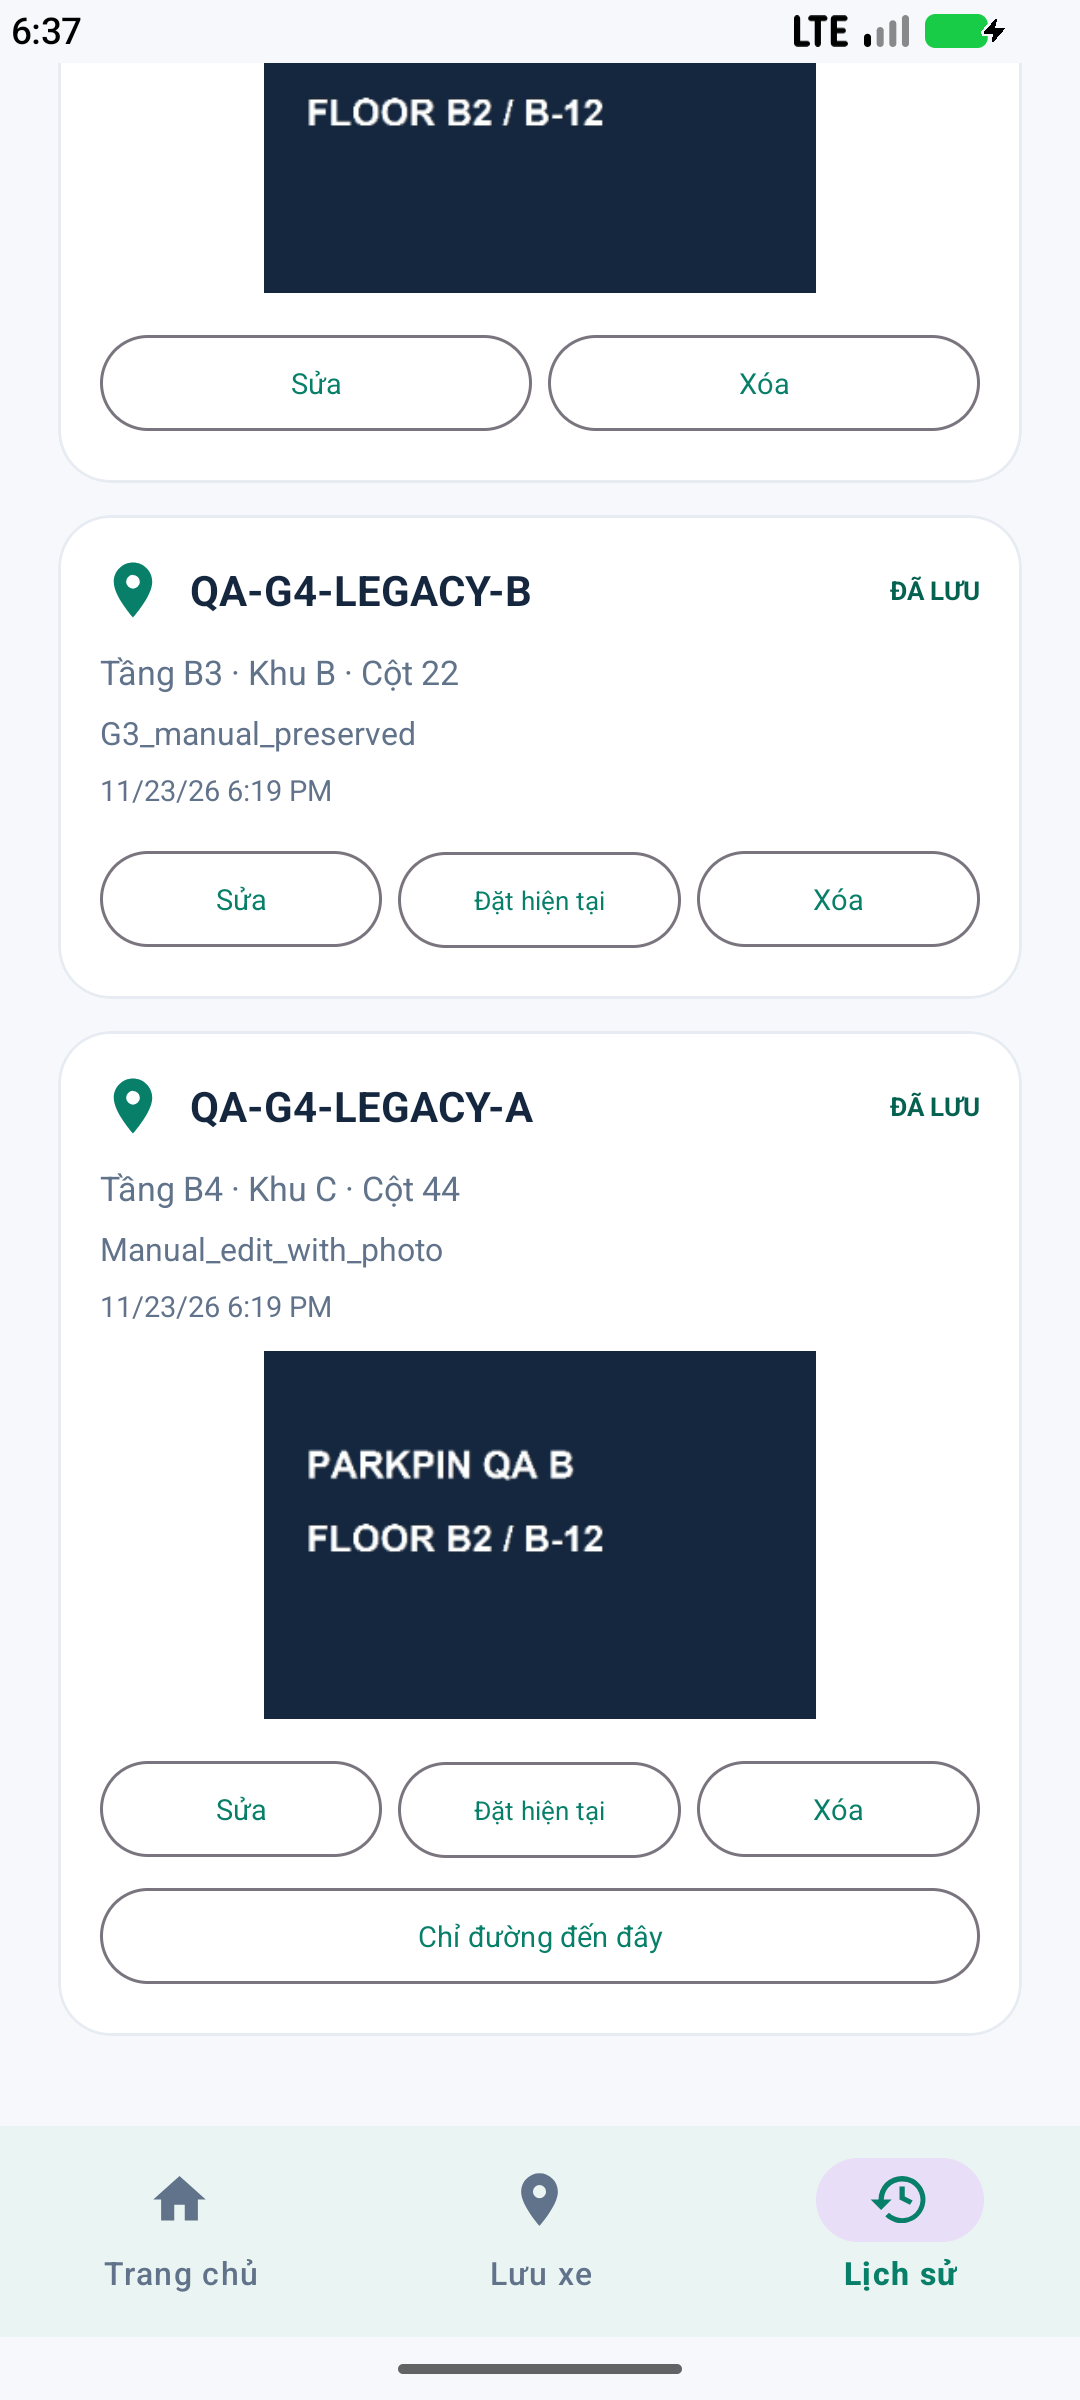 6:37
LTE
FLOOR B2 / B-12
Sửa
Xóa
QA-G4-LEGACY-B
ĐÃ LƯU
Tầng B3 · Khu B · Cột 22
G3_manual_preserved
11/23/26 6:19 PM
Sửa
Đặt hiện tại
Xóa
QA-G4-LEGACY-A
ĐÃ LƯU
Tầng B4 · Khu C · Cột 44
Manual_edit_with_photo
11/23/26 6:19 PM
PARKPIN QA B
FLOOR B2 / B-12
Sửa
Đặt hiện tại
Xóa
Chỉ đường đến đây
Trang chủ
Lưu xe
Lịch sử